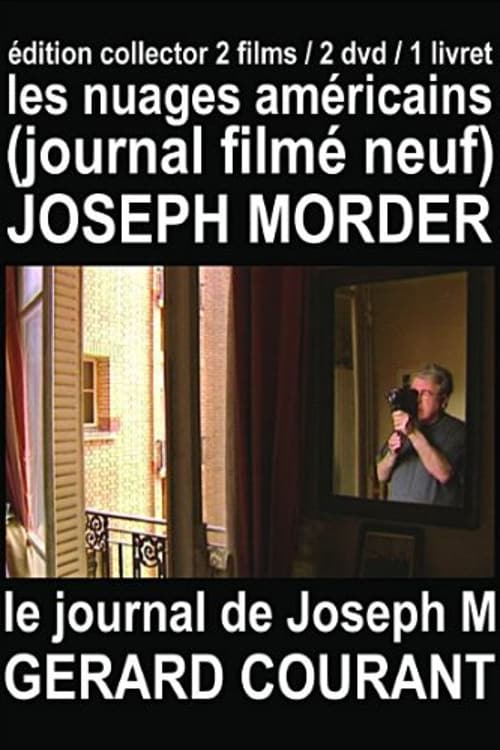 édition collector 2 films / 2 dvd / 1 livret
les nuages américains
(journal filmé neuf)
JOSEPH MORDER
le journal de Joseph M
GERARD COURANT